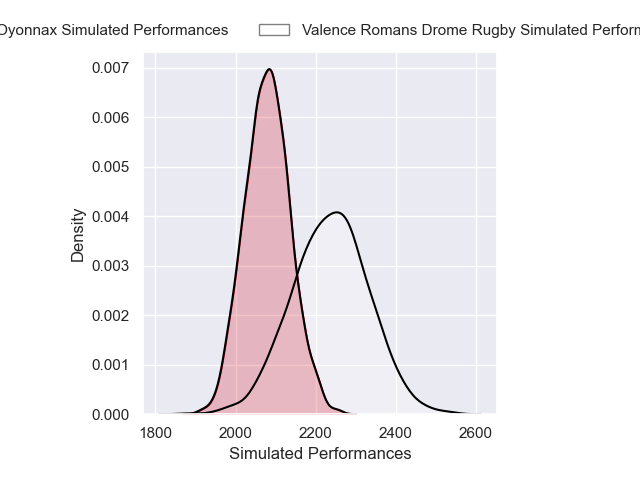 Oyonnax Simulated Performances
Valence Romans Drome Rugby Simulated
0.007
0.006
0.005
0.004
0.003
0.002
0.001
0.000
Density
1800 2000 2200 2400 2600
Simulated Performances